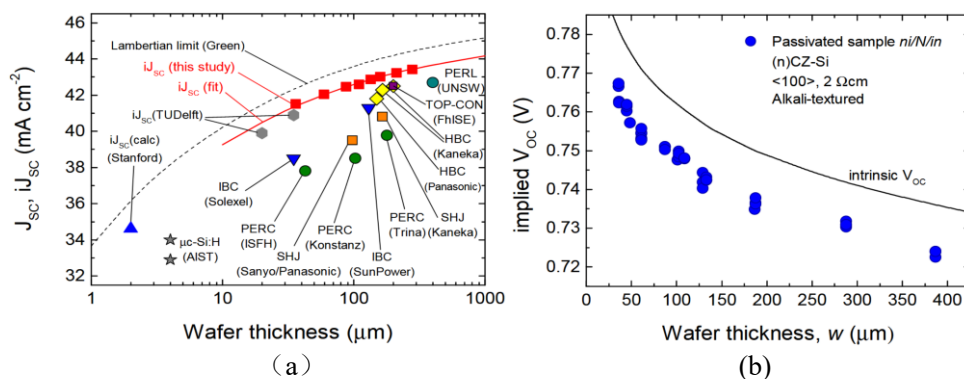 J_SC, iJ_SC (mA cm⁻²)
46
44
42
40
38
36
34
32
Lambertian limit (Green)
iJ_SC
(this study)
iJ_SC (fit)
iJ_SC (TUDelft)
iJ_SC (calc)
(Stanford)
IBC
(Solexel)
μc-Si:H
(AIST)
PERC
(ISFH)
SHJ
(Sanyo/Panasonic)
PERC
(Konstanz)
IBC
(SunPower)
PERC
(Trina)
SHJ
(Kaneka)
HBC
(Panasonic)
HBC
(Kaneka)
TOP-CON
(FhISE)
PERL
(UNSW)
1
10
100
1000
Wafer thickness (μm)
(a)
implied V_OC (V)
0.78
0.77
0.76
0.75
0.74
0.73
0.72
Passivated sample ni/N/in
(n)CZ-Si
<100>, 2 Ωcm
Alkali-textured
intrinsic V_OC
0 50 100 150 200 250 300 350 400
Wafer thickness, w (μm)
(b)